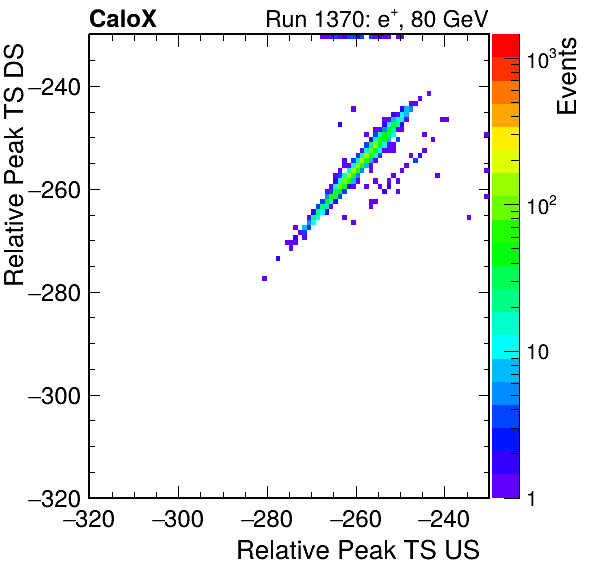 CaloX Run 1370: e⁺, 80 GeV
Relative Peak TS DS
−240
−260
−280
−300
−320
−320 −300 −280 −260 −240
Relative Peak TS US
Events
10³
10²
10
1